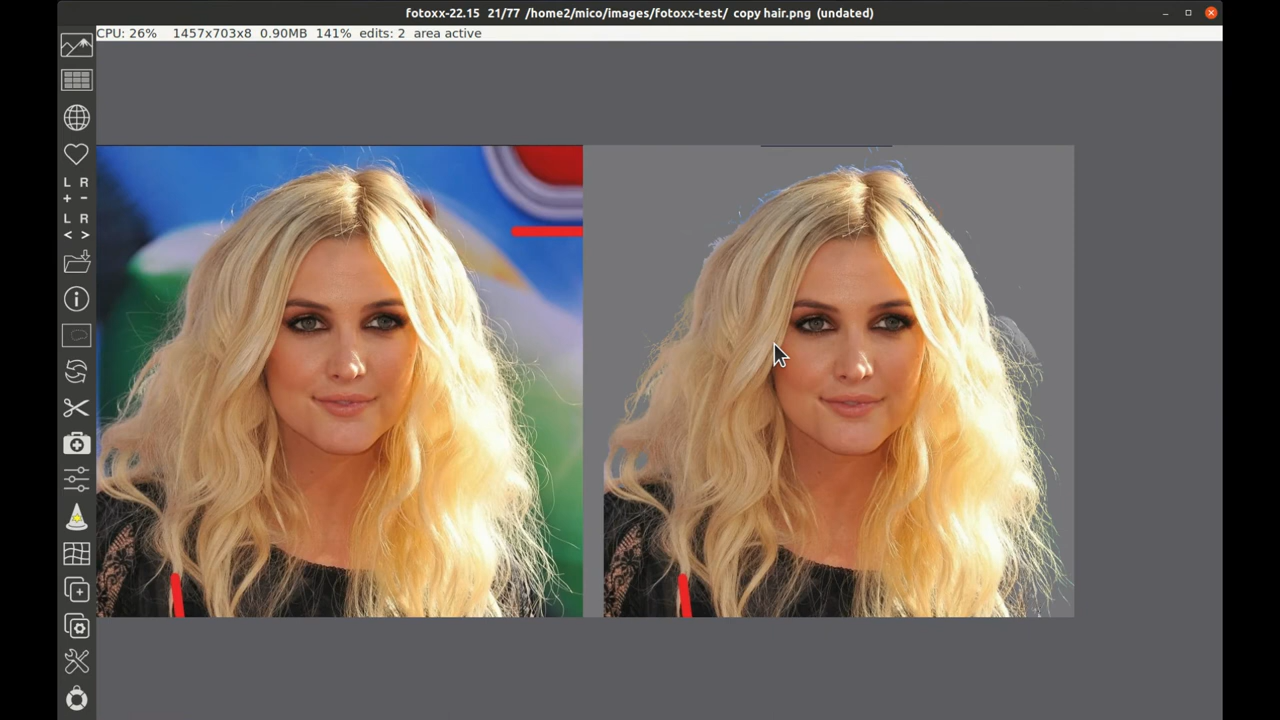 fotoxx-22.15 21/77 /home2/mico/images/fotoxx-test/ copy hair.png (undated)
CPU: 26% 1457x703x8 0.90MB 141% edits: 2 area active
L R
+ -
L R
< >